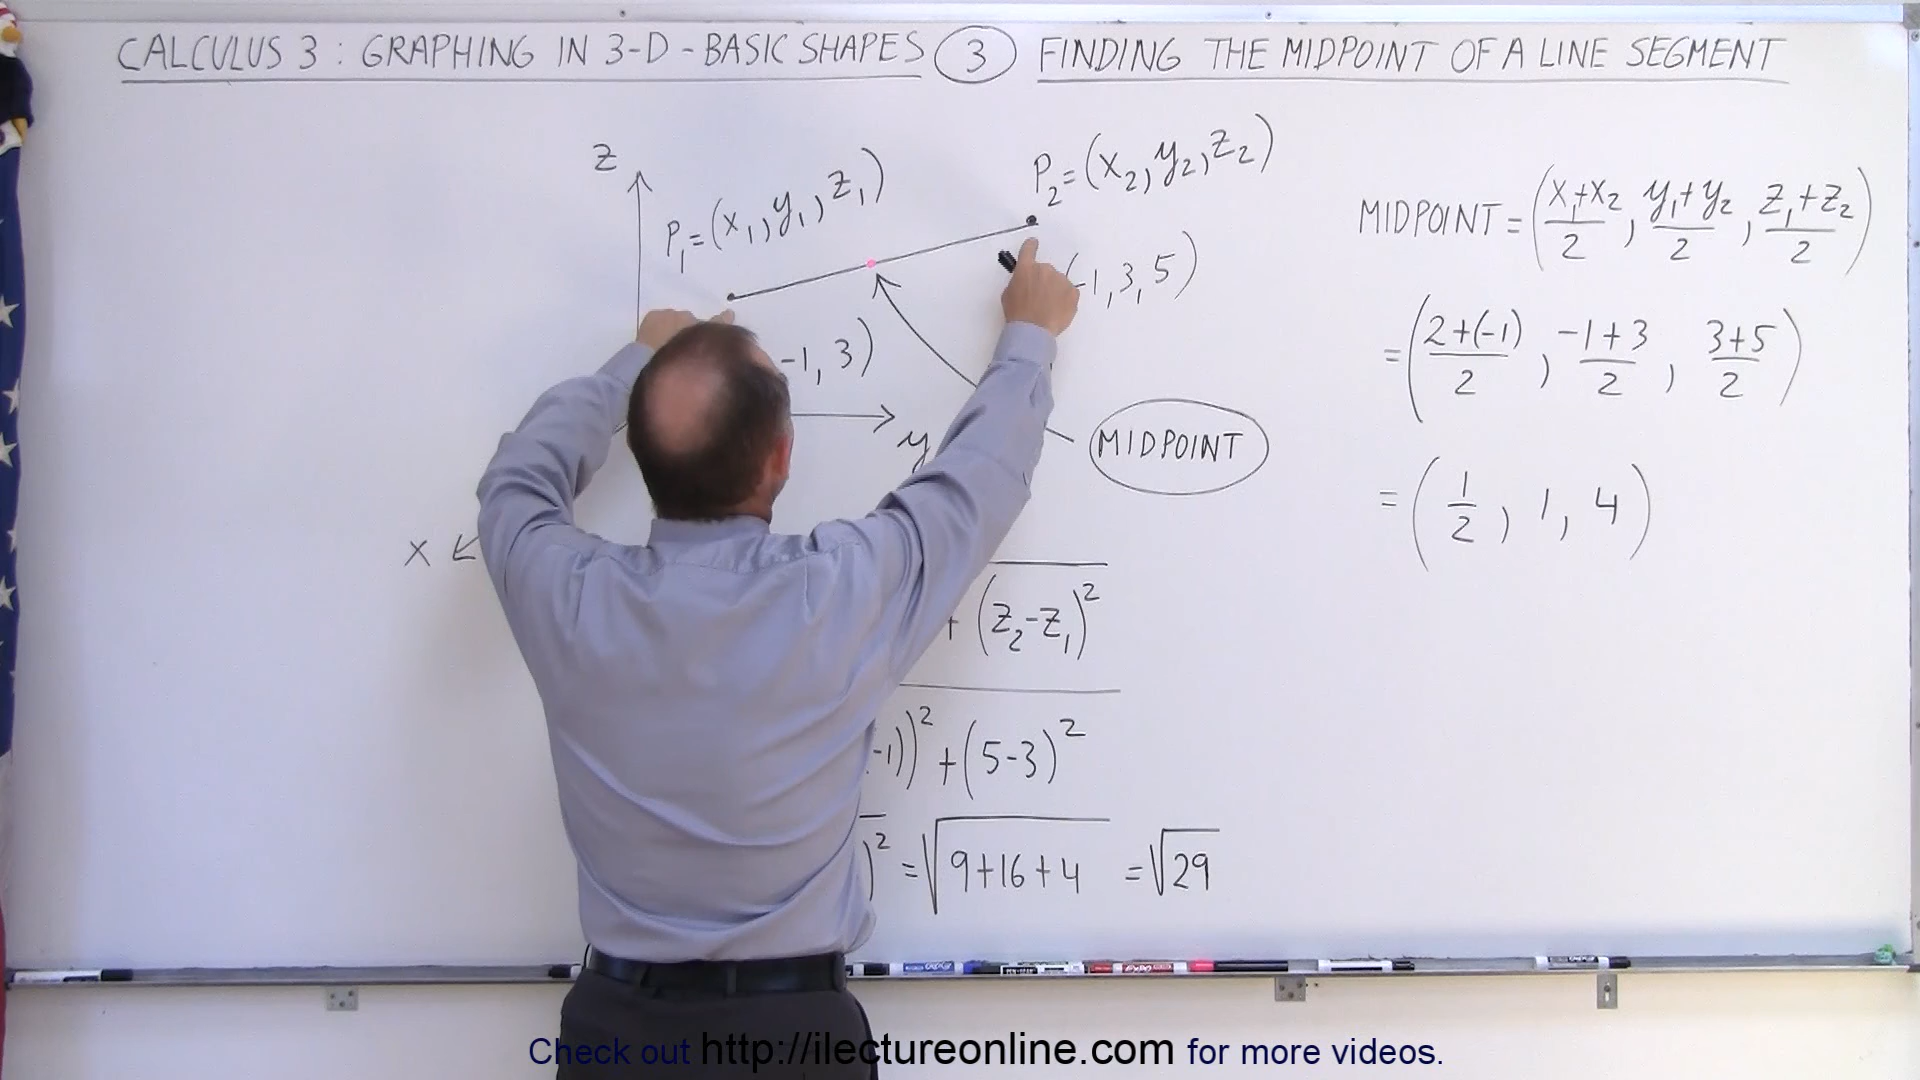 CALCULUS 3 : GRAPHING IN 3-D - BASIC SHAPES 3 FINDING THE MIDPOINT OF A LINE SEGMENT
z
P₁=(x₁, y₁, z₁)
P₂=(x₂, y₂, z₂)
-1, 3)
(-1, 3, 5)
y
x
MIDPOINT
+ (z₂-z₁)²
-1))² + (5-3)²
)² = √(9+16+4) = √29
MIDPOINT = ( (x₁+x₂)/2 , (y₁+y₂)/2 , (z₁+z₂)/2 )
= ( (2+(-1))/2 , (-1+3)/2 , (3+5)/2 )
= ( 1/2 , 1, 4 )
Check out http://ilectureonline.com for more videos.